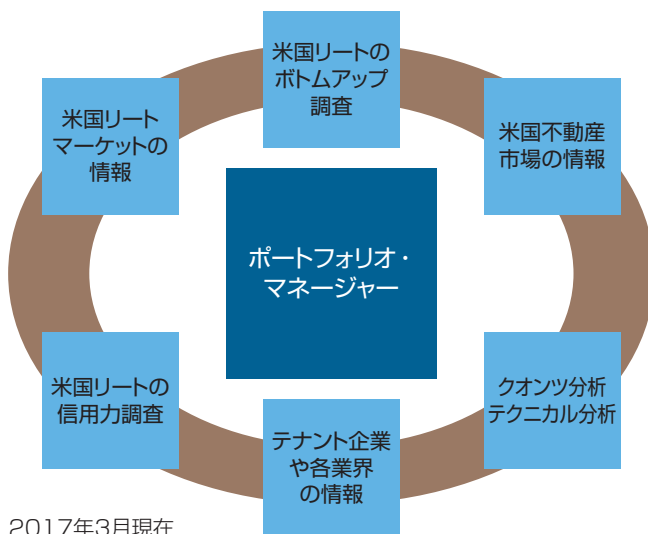 米国リートの
ボトムアップ
調査
米国リート
マーケットの
情報
米国不動産
市場の情報
ポートフォリオ・
マネージャー
米国リートの
信用力調査
クオンツ分析
テクニカル分析
テナント企業
や各業界
の情報
2017年3月現在